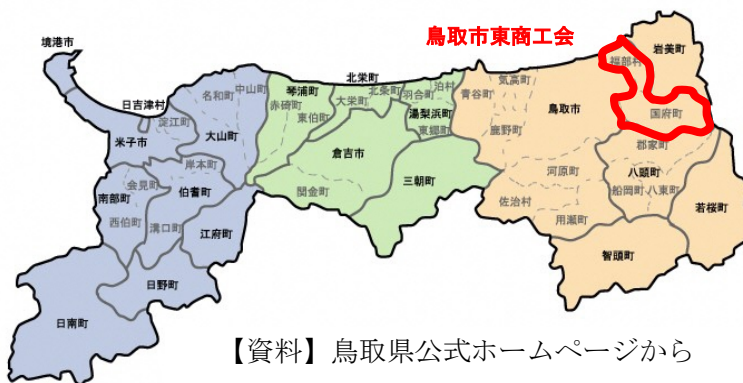 鳥取市東商工会
境港市
岩美町
福部村
北栄町
日吉津村
名和町
中山町
琴浦町
赤碕町
大栄町
北条町
羽合町
泊村
青谷町
気高町
鳥取市
国府町
淀江町
米子市
大山町
東伯町
湯梨浜町
東郷町
鹿野町
郡家町
倉吉市
岸本町
会見町
南部町
伯耆町
関金町
三朝町
河原町
八頭町
船岡町
八東町
若桜町
西伯町
溝口町
江府町
佐治村
用瀬町
智頭町
日野町
日南町
【資料】鳥取県公式ホームページから